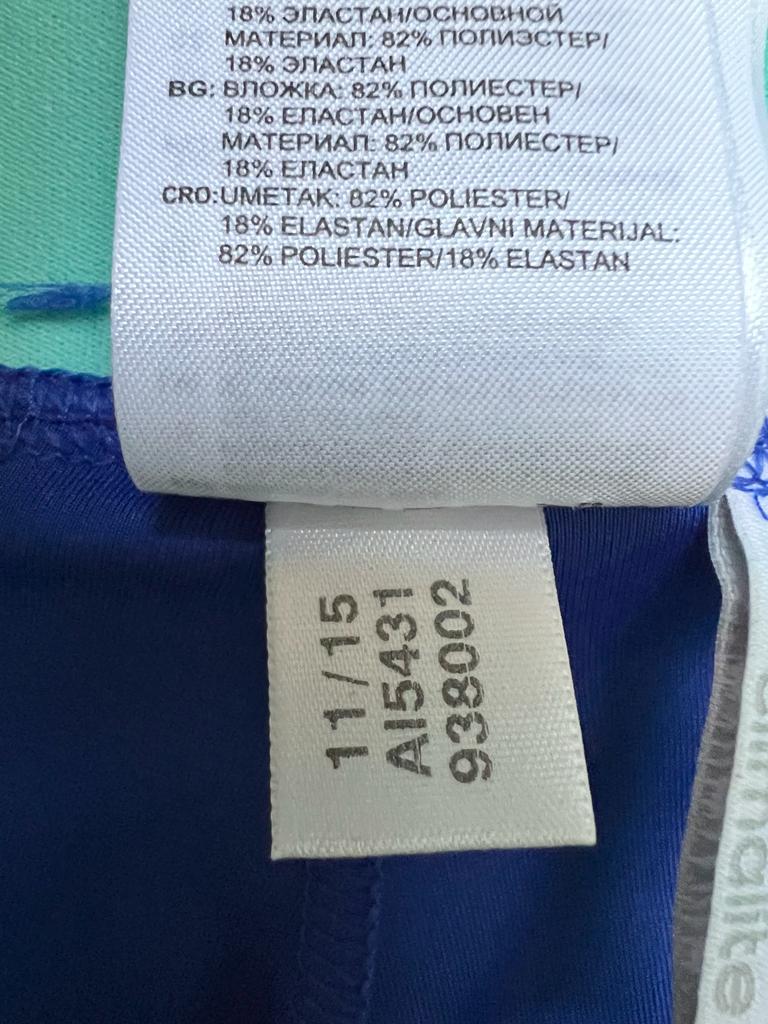 18% ЭЛАСТАН/ОСНОВНОЙ
МАТЕРИАЛ: 82% ПОЛИЭСТЕР/
18% ЭЛАСТАН
BG: ВЛОЖКА: 82% ПОЛИЕСТЕР/
18% ЕЛАСТАН/ОСНОВЕН
МАТЕРИАЛ: 82% ПОЛИЕСТЕР/
18% ЕЛАСТАН
CRO:UMETAK: 82% POLIESTER/
18% ELASTAN/GLAVNI MATERIJAL:
82% POLIESTER/18% ELASTAN
11/15
AI5431
938002
climalite